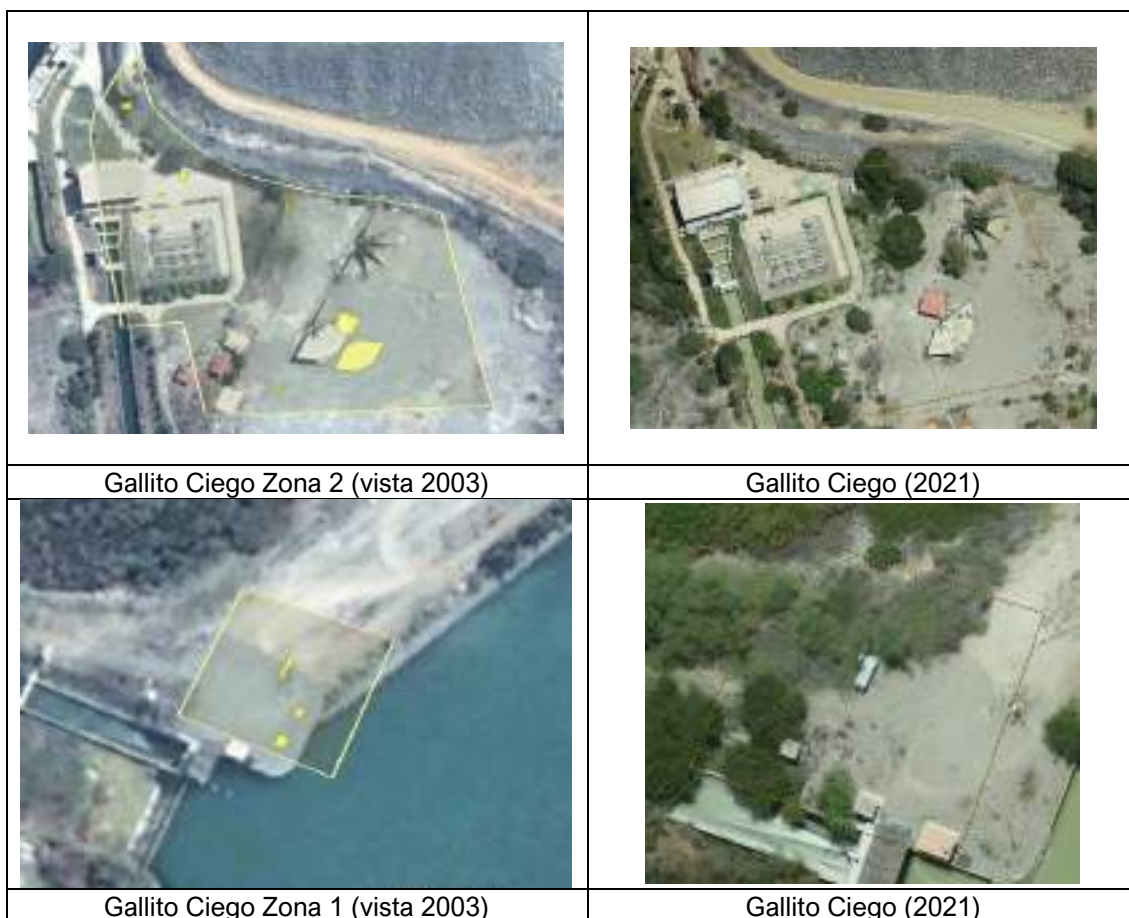 Gallito Ciego Zona 2 (vista 2003)
Gallito Ciego (2021)
Gallito Ciego Zona 1 (vista 2003)
Gallito Ciego (2021)